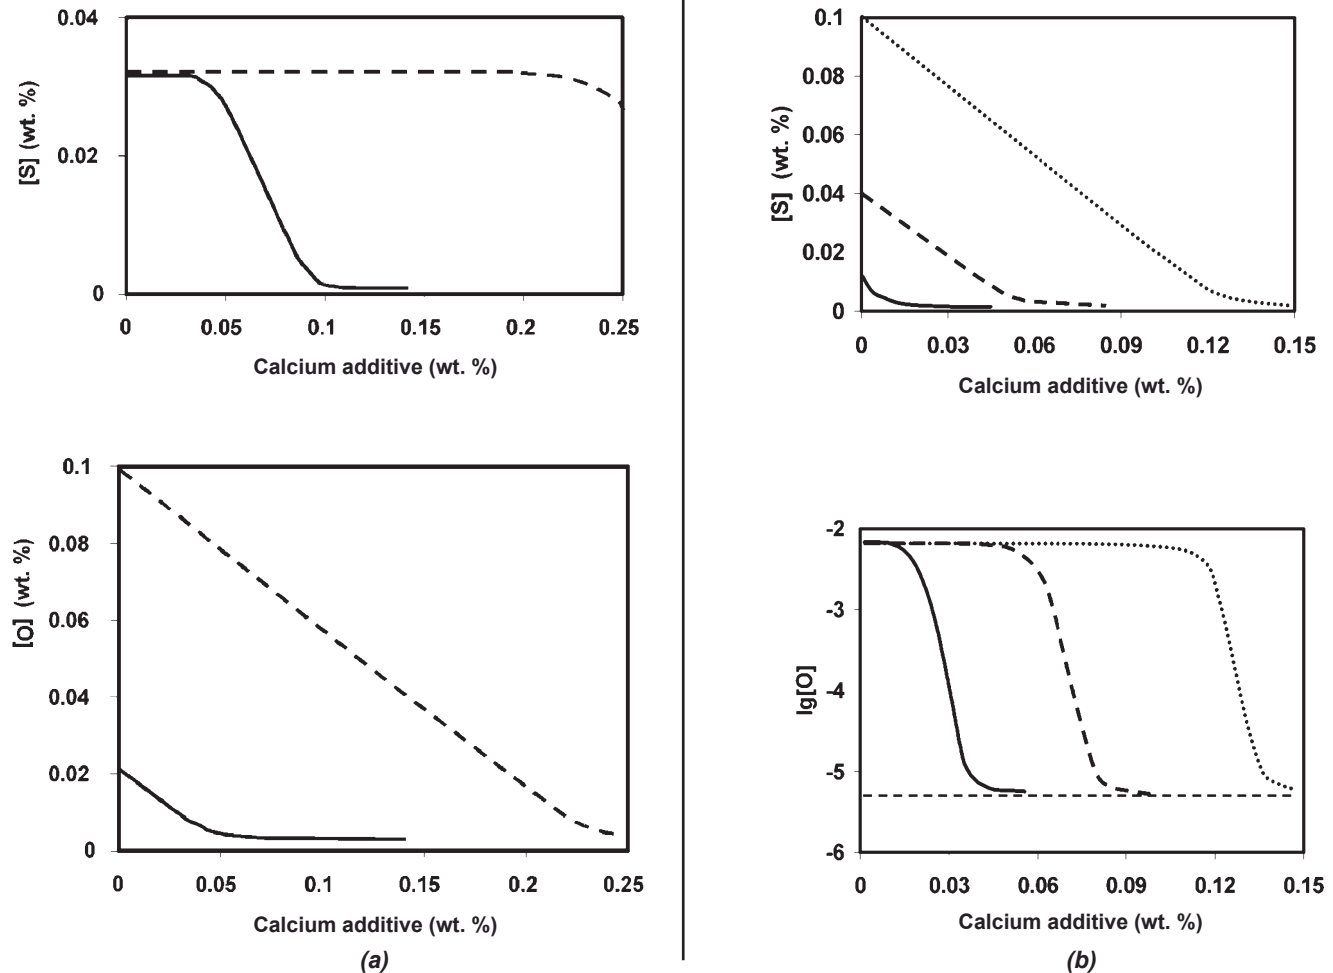 0.04
0.02
0
[S] (wt. %)
0 0.05 0.1 0.15 0.2 0.25
Calcium additive (wt. %)
0.1
0.08
0.06
0.04
0.02
0
[O] (wt. %)
0 0.05 0.1 0.15 0.2 0.25
Calcium additive (wt. %)
(a)
0.1
0.08
0.06
0.04
0.02
0
[S] (wt. %)
0 0.03 0.06 0.09 0.12 0.15
Calcium additive (wt. %)
-2
-3
-4
-5
-6
lg[O]
0 0.03 0.06 0.09 0.12 0.15
Calcium additive (wt. %)
(b)